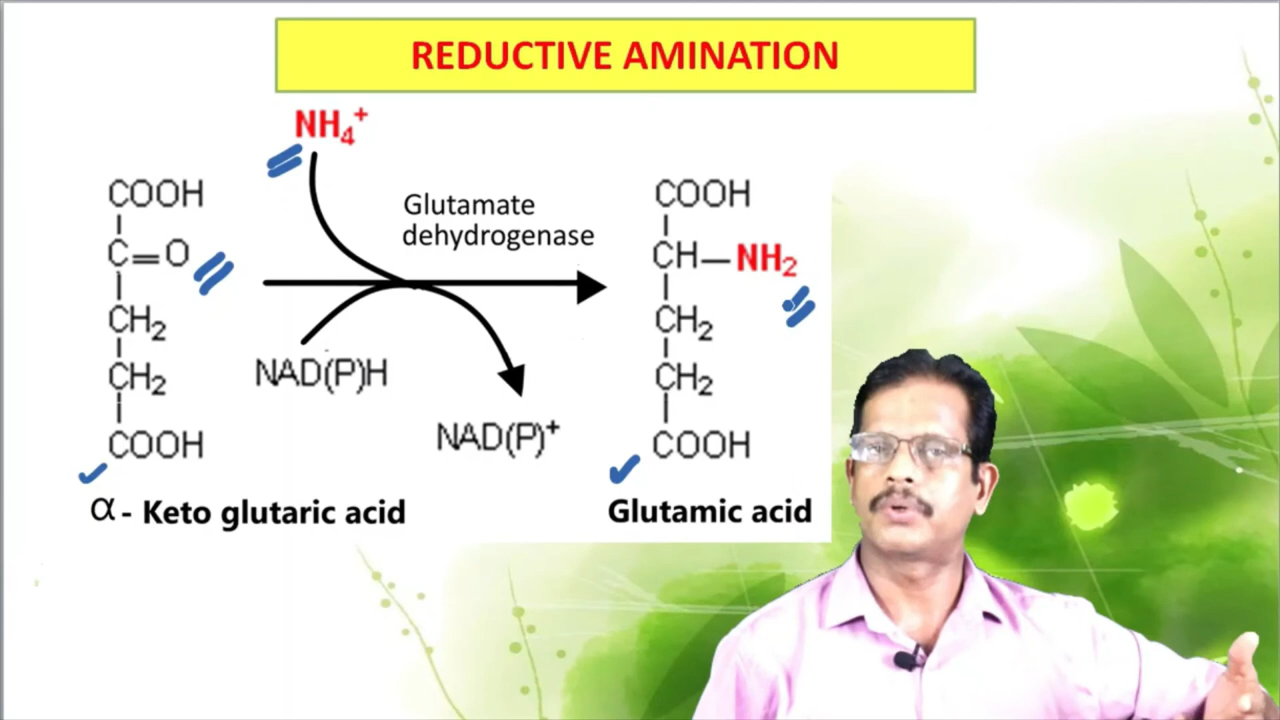 REDUCTIVE AMINATION
NH₄⁺
COOH
C=O
CH₂
CH₂
COOH
α- Keto glutaric acid
Glutamate
dehydrogenase
NAD(P)H
NAD(P)⁺
COOH
CH—NH₂
CH₂
CH₂
COOH
Glutamic acid